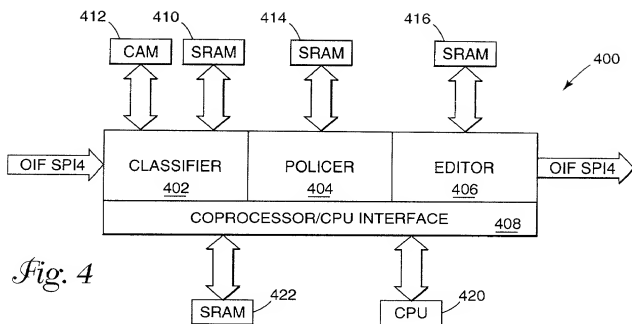 412 410 414 416
CAM SRAM SRAM SRAM
400
OIF SPI4 CLASSIFIER POLICER EDITOR OIF SPI4
402 404 406
COPROCESSOR/CPU INTERFACE 408
Fig. 4
SRAM 422 CPU 420